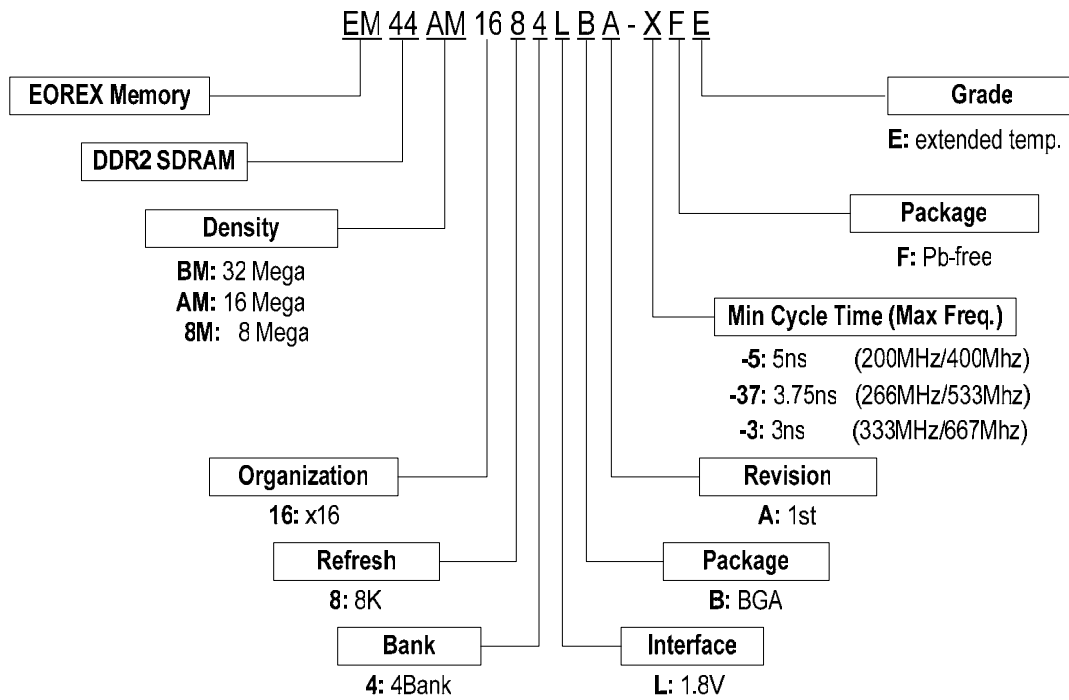 EM 44 AM 16 8 4 L B A - X F E
EOREX Memory
Grade
E: extended temp.
DDR2 SDRAM
Package
F: Pb-free
Density
BM: 32 Mega
AM: 16 Mega
8M: 8 Mega
Min Cycle Time (Max Freq.)
-5: 5ns (200MHz/400Mhz)
-37: 3.75ns (266MHz/533Mhz)
-3: 3ns (333MHz/667Mhz)
Organization
16: x16
Revision
A: 1st
Refresh
8: 8K
Package
B: BGA
Bank
4: 4Bank
Interface
L: 1.8V